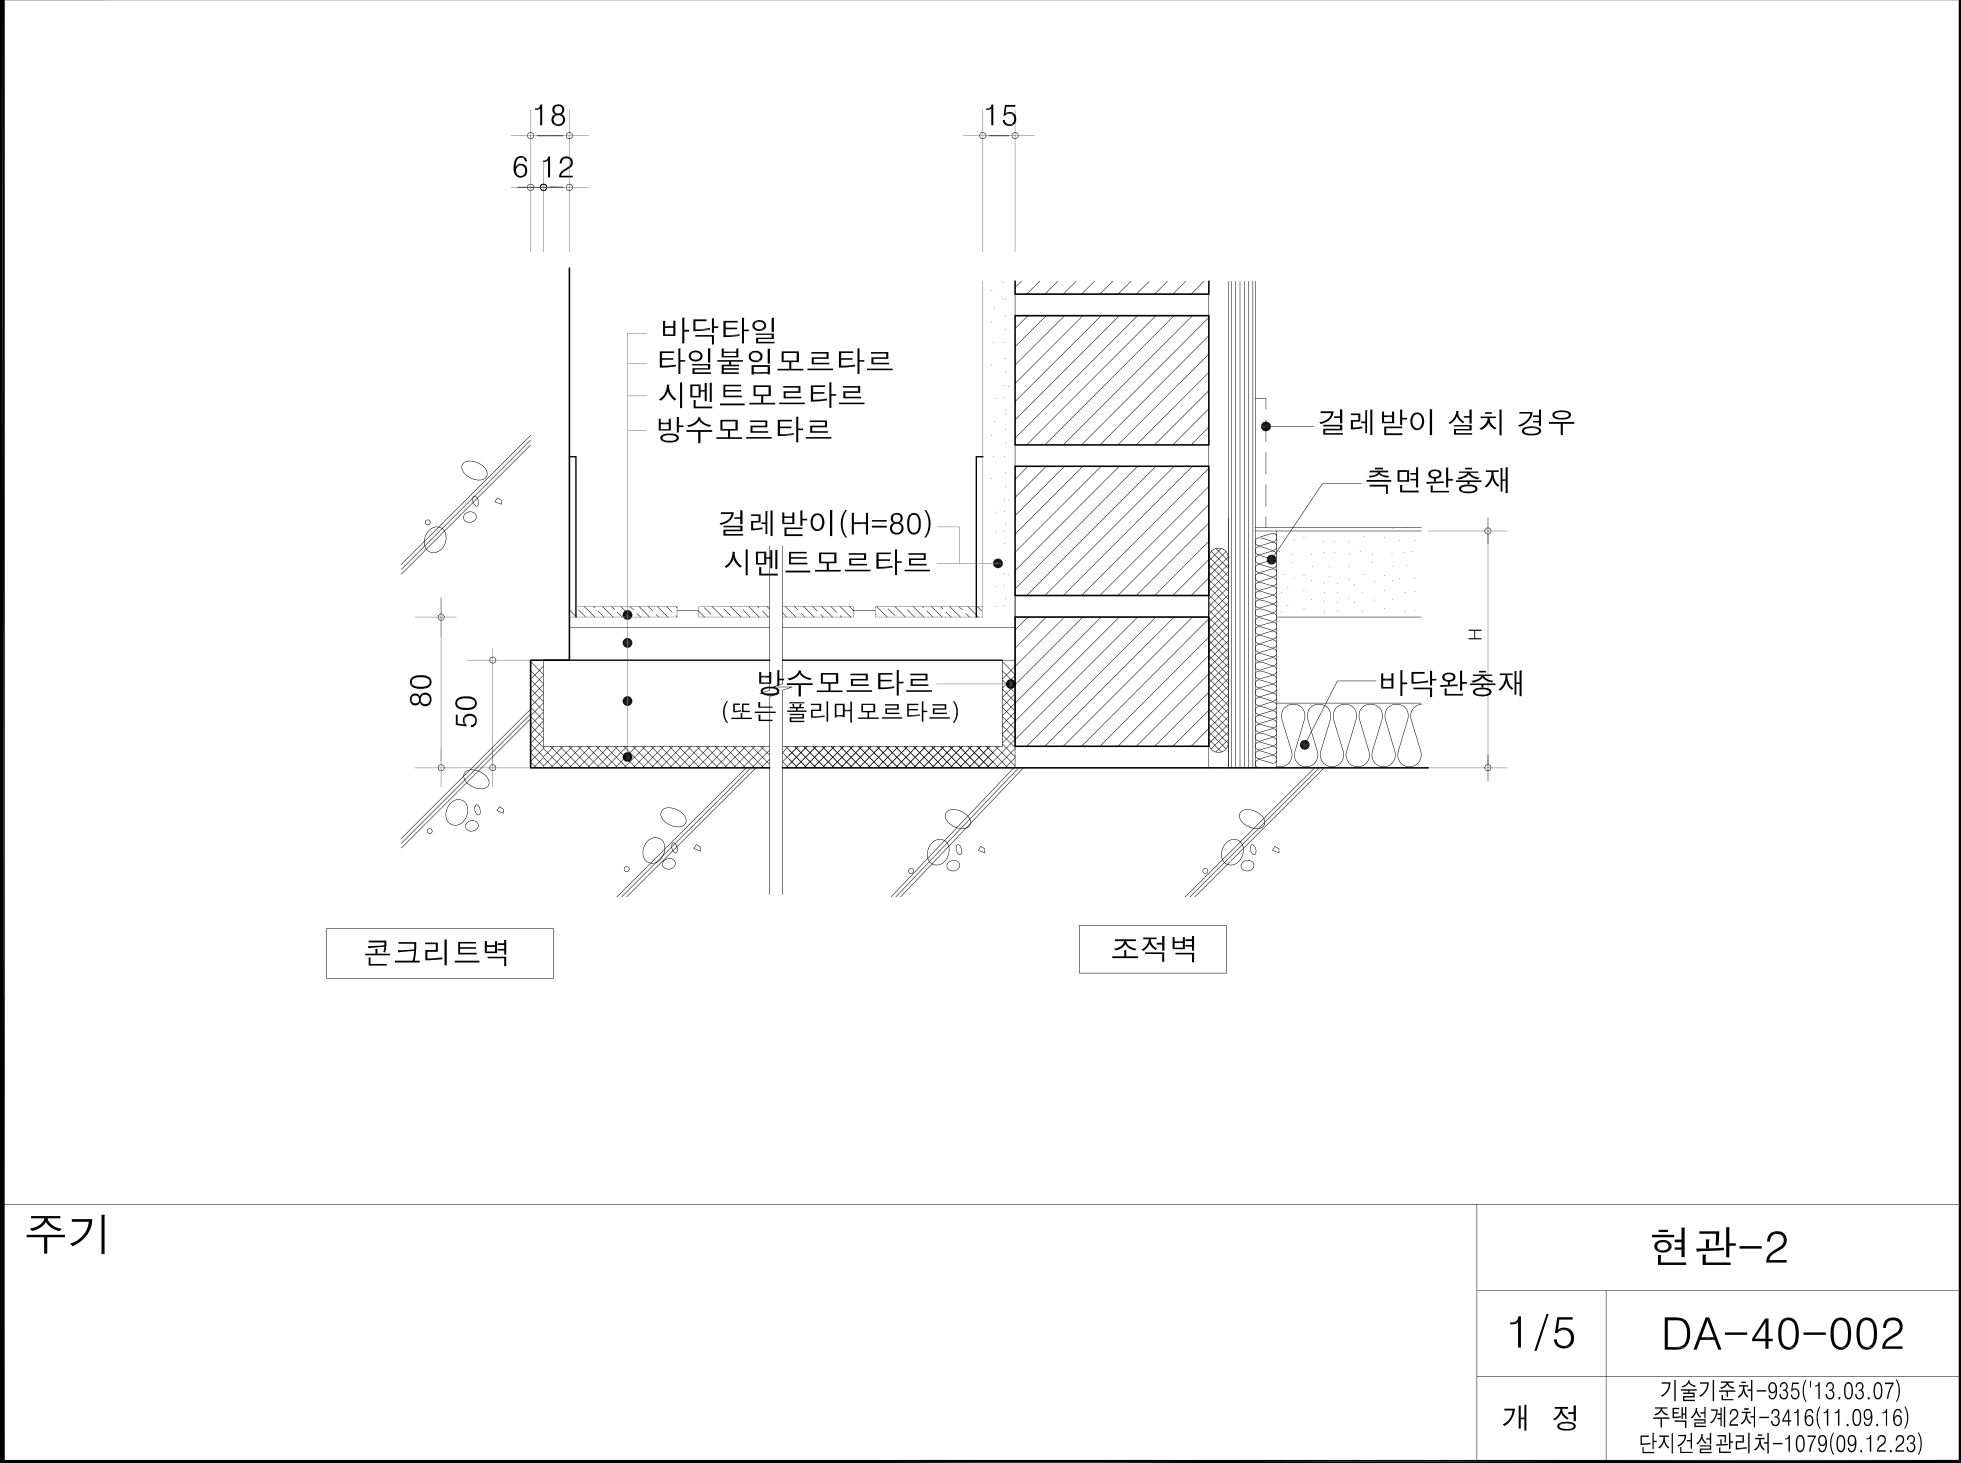 18
15
6 12
바닥타일
타일붙임모르타르
시멘트모르타르
방수모르타르
걸레받이 설치 경우
측면완충재
걸레받이(H=80)
시멘트모르타르
H
80
50
방수모르타르
(또는 폴리머모르타르)
바닥완충재
콘크리트벽
조적벽
주기
현관-2
1/5
DA-40-002
개 정
기술기준처-935('13.03.07)
주택설계2처-3416(11.09.16)
단지건설관리처-1079(09.12.23)